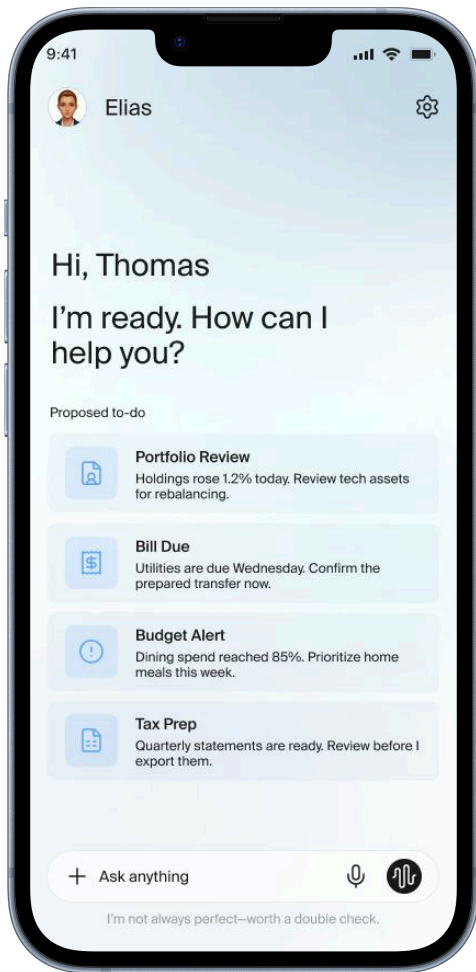 9:41
Elias
Hi, Thomas
I’m ready. How can I
help you?
Proposed to-do
Portfolio Review
Holdings rose 1.2% today. Review tech assets
for rebalancing.
Bill Due
Utilities are due Wednesday. Confirm the
prepared transfer now.
Budget Alert
Dining spend reached 85%. Prioritize home
meals this week.
Tax Prep
Quarterly statements are ready. Review before I
export them.
Ask anything
I’m not always perfect—worth a double check.